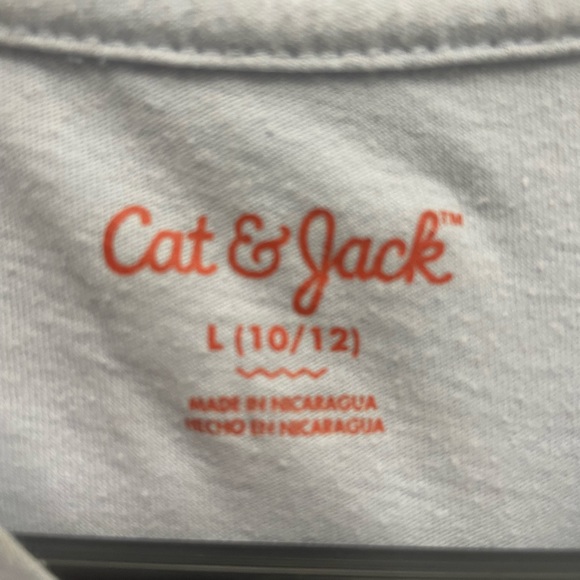 Cat & Jack™
L (10/12)
MADE IN NICARAGUA
HECHO EN NICARAGUA